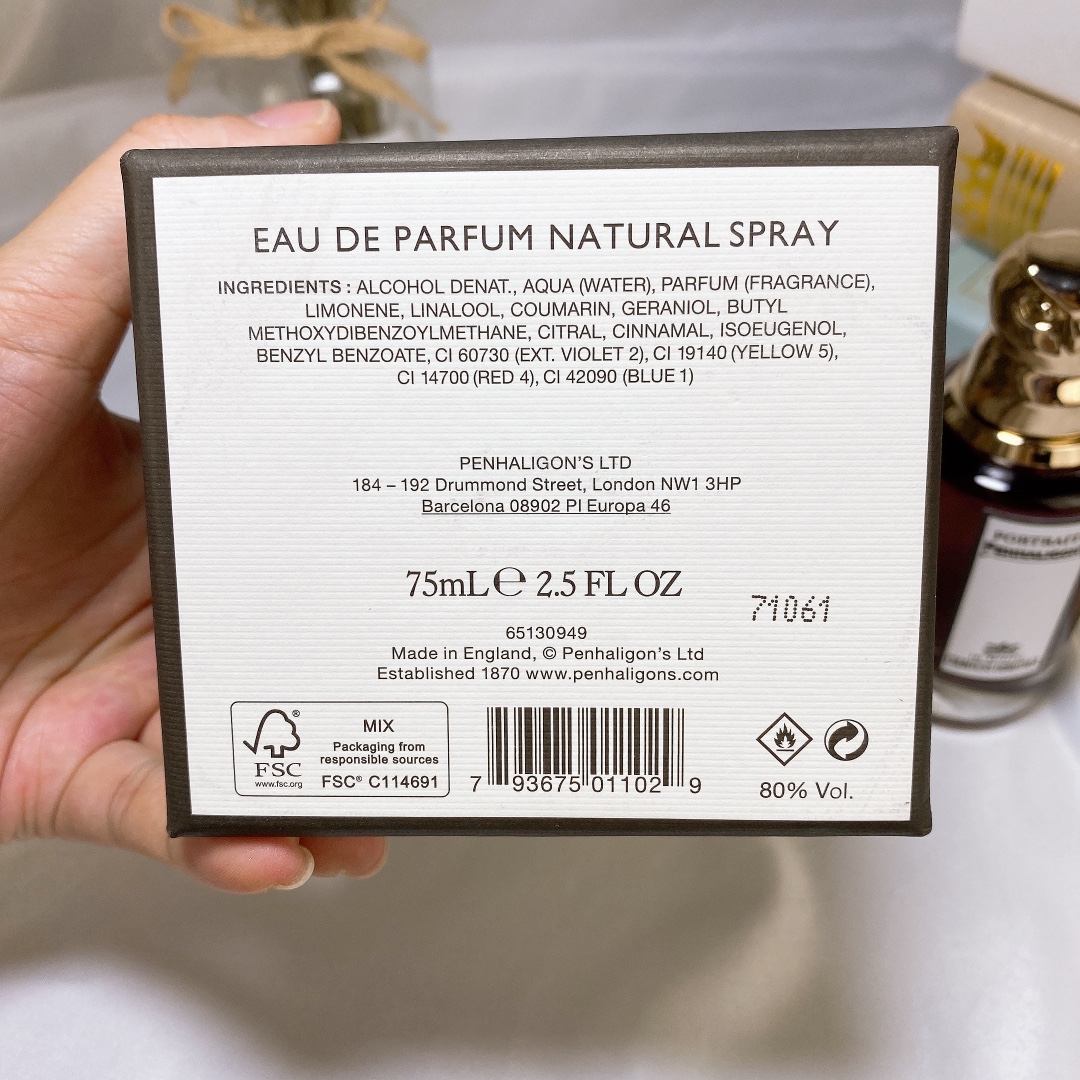 EAU DE PARFUM NATURAL SPRAY
INGREDIENTS : ALCOHOL DENAT., AQUA (WATER), PARFUM (FRAGRANCE),
LIMONENE, LINALOOL, COUMARIN, GERANIOL, BUTYL
METHOXYDIBENZOYLMETHANE, CITRAL, CINNAMAL, ISOEUGENOL,
BENZYL BENZOATE, CI 60730 (EXT. VIOLET 2), CI 19140 (YELLOW 5),
CI 14700 (RED 4), CI 42090 (BLUE 1)
PENHALIGON'S LTD
184 – 192 Drummond Street, London NW1 3HP
Barcelona 08902 Pl Europa 46
75mL ℮ 2.5 FL OZ
71061
65130949
Made in England, © Penhaligon's Ltd
Established 1870 www.penhaligons.com
FSC®
www.fsc.org
MIX
Packaging from
responsible sources
FSC® C114691
7 93675 01102 9
80% Vol.